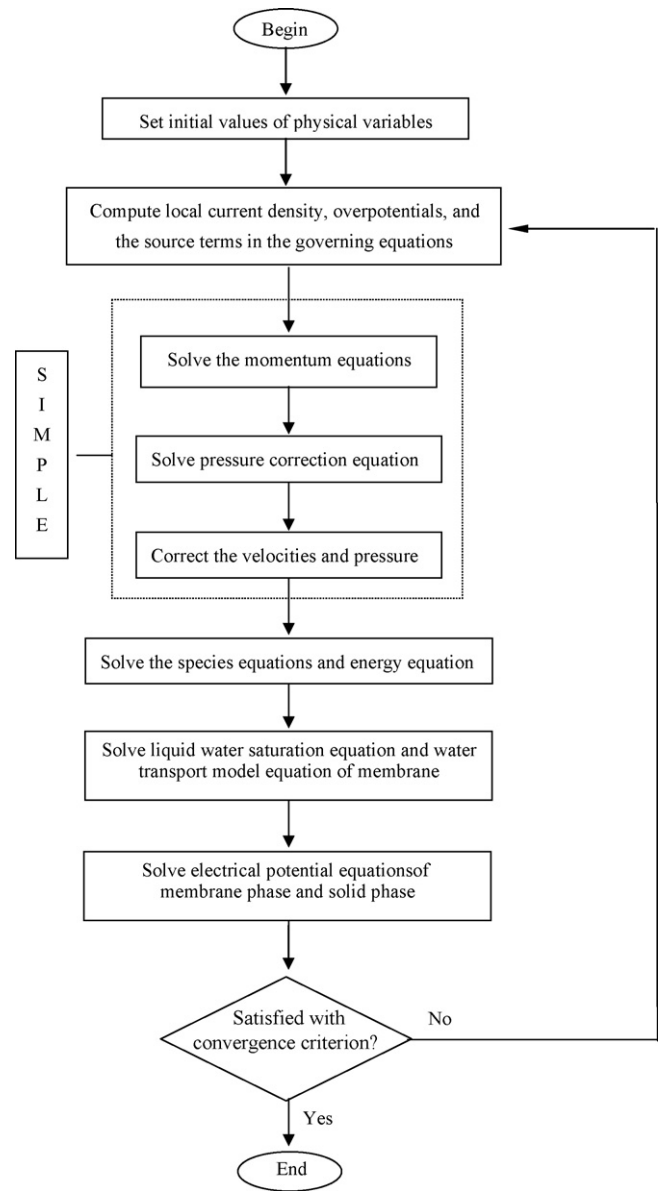 Begin
Set initial values of physical variables
Compute local current density, overpotentials, and
the source terms in the governing equations
S
I
M
P
L
E
Solve the momentum equations
Solve pressure correction equation
Correct the velocities and pressure
Solve the species equations and energy equation
Solve liquid water saturation equation and water
transport model equation of membrane
Solve electrical potential equationsof
membrane phase and solid phase
Satisfied with
convergence criterion?
No
Yes
End